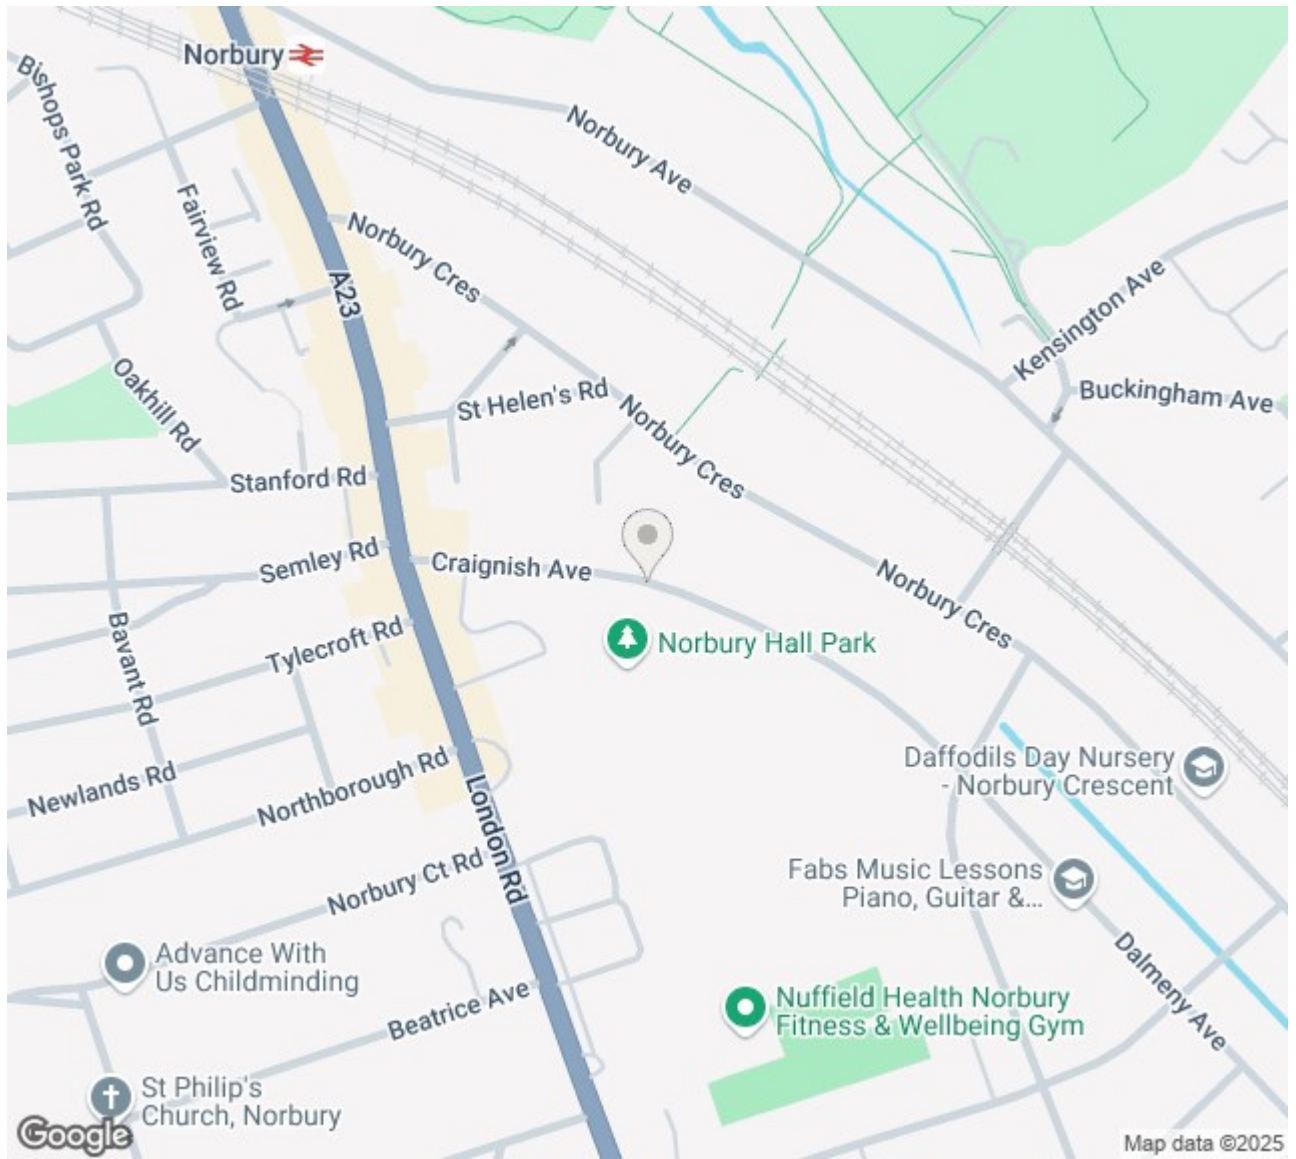 Norbury
Bishops Park Rd
Norbury Ave
Fairview Rd
Norbury Cres
A23
Kensington Ave
Oakhill Rd
St Helen's Rd
Buckingham Ave
Norbury Cres
Stanford Rd
Semley Rd
Craignish Ave
Norbury Cres
Tylecroft Rd
Norbury Hall Park
Bavant Rd
Newlands Rd
Northborough Rd
Daffodils Day Nursery
- Norbury Crescent
London Rd
Norbury Ct Rd
Fabs Music Lessons
Piano, Guitar &...
Advance With
Us Childminding
Dalmeny Ave
Beatrice Ave
Nuffield Health Norbury
Fitness & Wellbeing Gym
St Philip's
Church, Norbury
Google
Map data ©2025